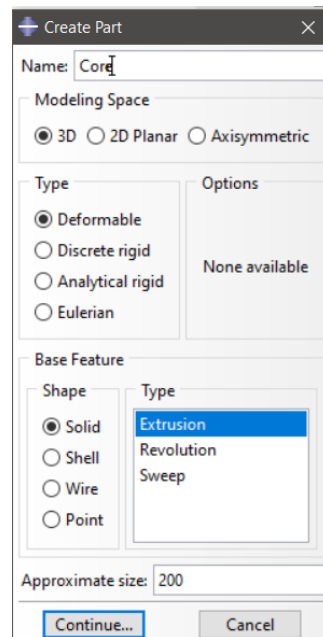 Create Part
Name: Core
Modeling Space
3D 2D Planar Axisymmetric
Type
Deformable
Discrete rigid
Analytical rigid
Eulerian
Options
None available
Base Feature
Shape
Solid
Shell
Wire
Point
Type
Extrusion
Revolution
Sweep
Approximate size: 200
Continue... Cancel